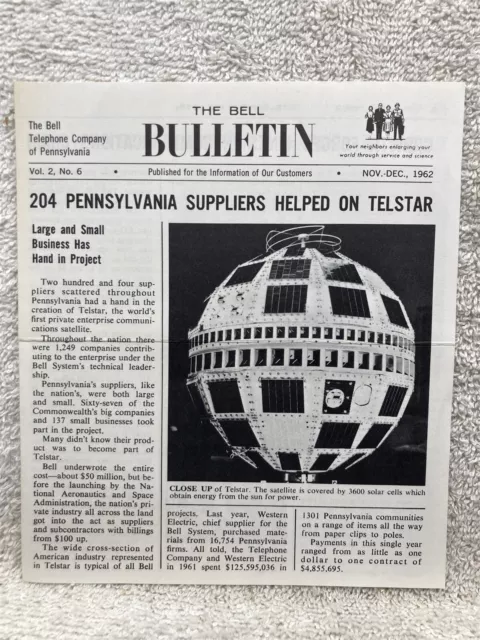 THE BELL
The Bell
Telephone Company
of Pennsylvania
BULLETIN
Your neighbors enlarging your
world through service and science
Vol. 2, No. 6 • Published for the Information of Our Customers • NOV.-DEC., 1962
204 PENNSYLVANIA SUPPLIERS HELPED ON TELSTAR
Large and Small
Business Has
Hand in Project
Two hundred and four sup-
pliers scattered throughout
Pennsylvania had a hand in the
creation of Telstar, the world's
first private enterprise communi-
cations satellite.
Throughout the nation there
were 1,249 companies contrib-
uting to the enterprise under the
Bell System's technical leader-
ship.
Pennsylvania's suppliers, like
the nation's, were both large
and small. Sixty-seven of the
Commonwealth's big companies
and 137 small businesses took
part in the project.
Many didn't know their prod-
uct was to become part of
Telstar.
Bell underwrote the entire
cost—about $50 million, but be-
fore the launching by the Na-
tional Aeronautics and Space
Administration, the nation's pri-
vate industry all across the land
got into the act as suppliers
and subcontractors with billings
from $100 up.
The wide cross-section of
American industry represented
in Telstar is typical of all Bell
CLOSE UP of Telstar. The satellite is covered by 3600 solar cells which
obtain energy from the sun for power.
projects. Last year, Western
Electric, chief supplier for the
Bell System, purchased mate-
rials from 16,754 Pennsylvania
firms. All told, the Telephone
Company and Western Electric
in 1961 spent $125,595,036 in
1301 Pennsylvania communities
on a range of items all the way
from paper clips to poles.
Payments in this single year
ranged from as little as one
dollar to one contract of
$4,855,695.